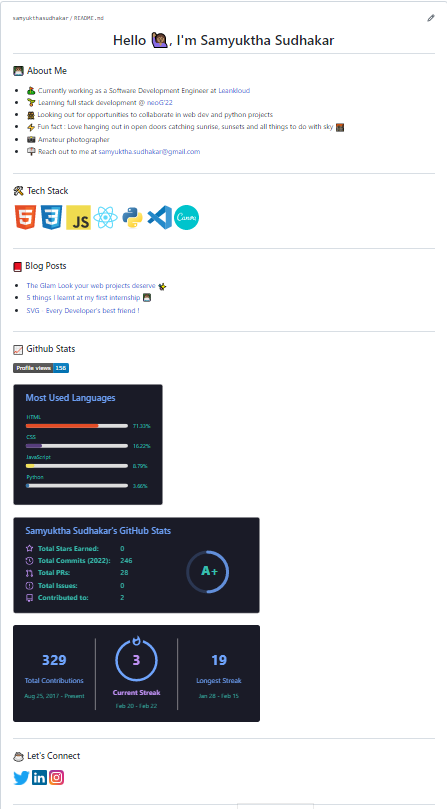 samyukthasudhakar / README.md
Hello 🙋🏾‍♀️, I'm Samyuktha Sudhakar
About Me
Currently working as a Software Development Engineer at Leankloud
Learning full stack development @ neoG'22
Looking out for opportunities to collaborate in web dev and python projects
Fun fact : Love hanging out in open doors catching sunrise, sunsets and all things to do with sky
Amateur photographer
Reach out to me at samyuktha.sudhakar@gmail.com
Tech Stack
5 3 JS Canva
Blog Posts
The Glam Look your web projects deserve
5 things I learnt at my first internship
SVG - Every Developer's best friend !
Github Stats
Profile views 156
Most Used Languages
HTML
71.33%
CSS
16.22%
JavaScript
8.79%
Python
3.66%
Samyuktha Sudhakar's GitHub Stats
Total Stars Earned: 0
Total Commits (2022): 246
Total PRs: 28
Total Issues: 0
Contributed to: 2
A+
329 3 19
Total Contributions Current Streak Longest Streak
Aug 25, 2017 - Present Feb 20 - Feb 22 Jan 28 - Feb 15
Let's Connect
in